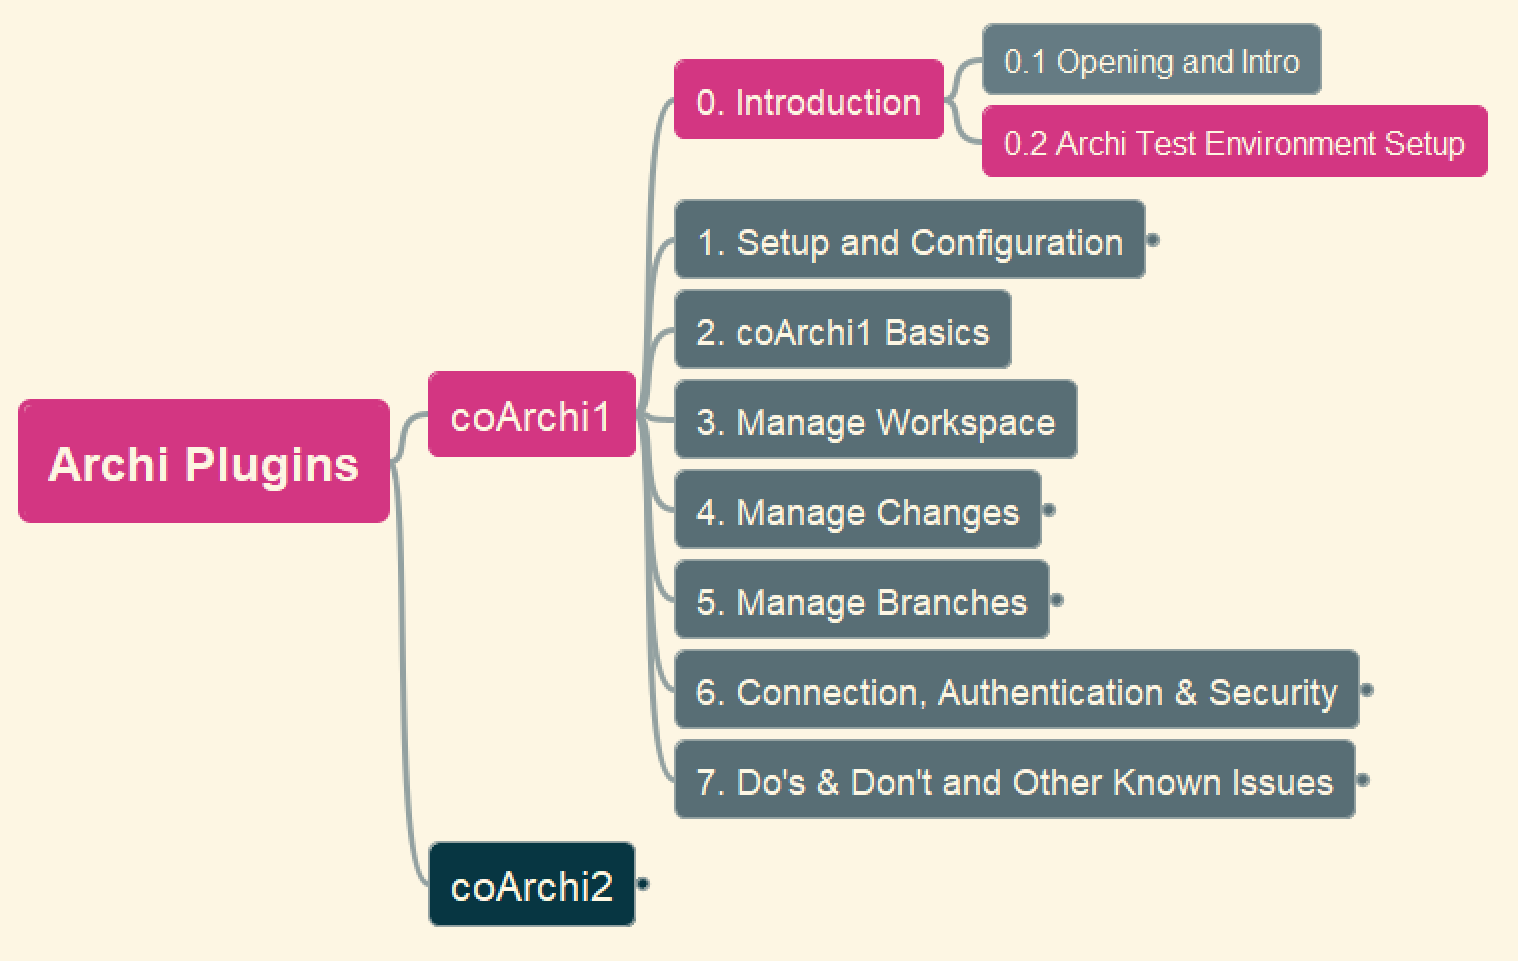 Archi Plugins
coArchi1
0. Introduction
0.1 Opening and Intro
0.2 Archi Test Environment Setup
1. Setup and Configuration
2. coArchi1 Basics
3. Manage Workspace
4. Manage Changes
5. Manage Branches
6. Connection, Authentication & Security
7. Do's & Don't and Other Known Issues
coArchi2